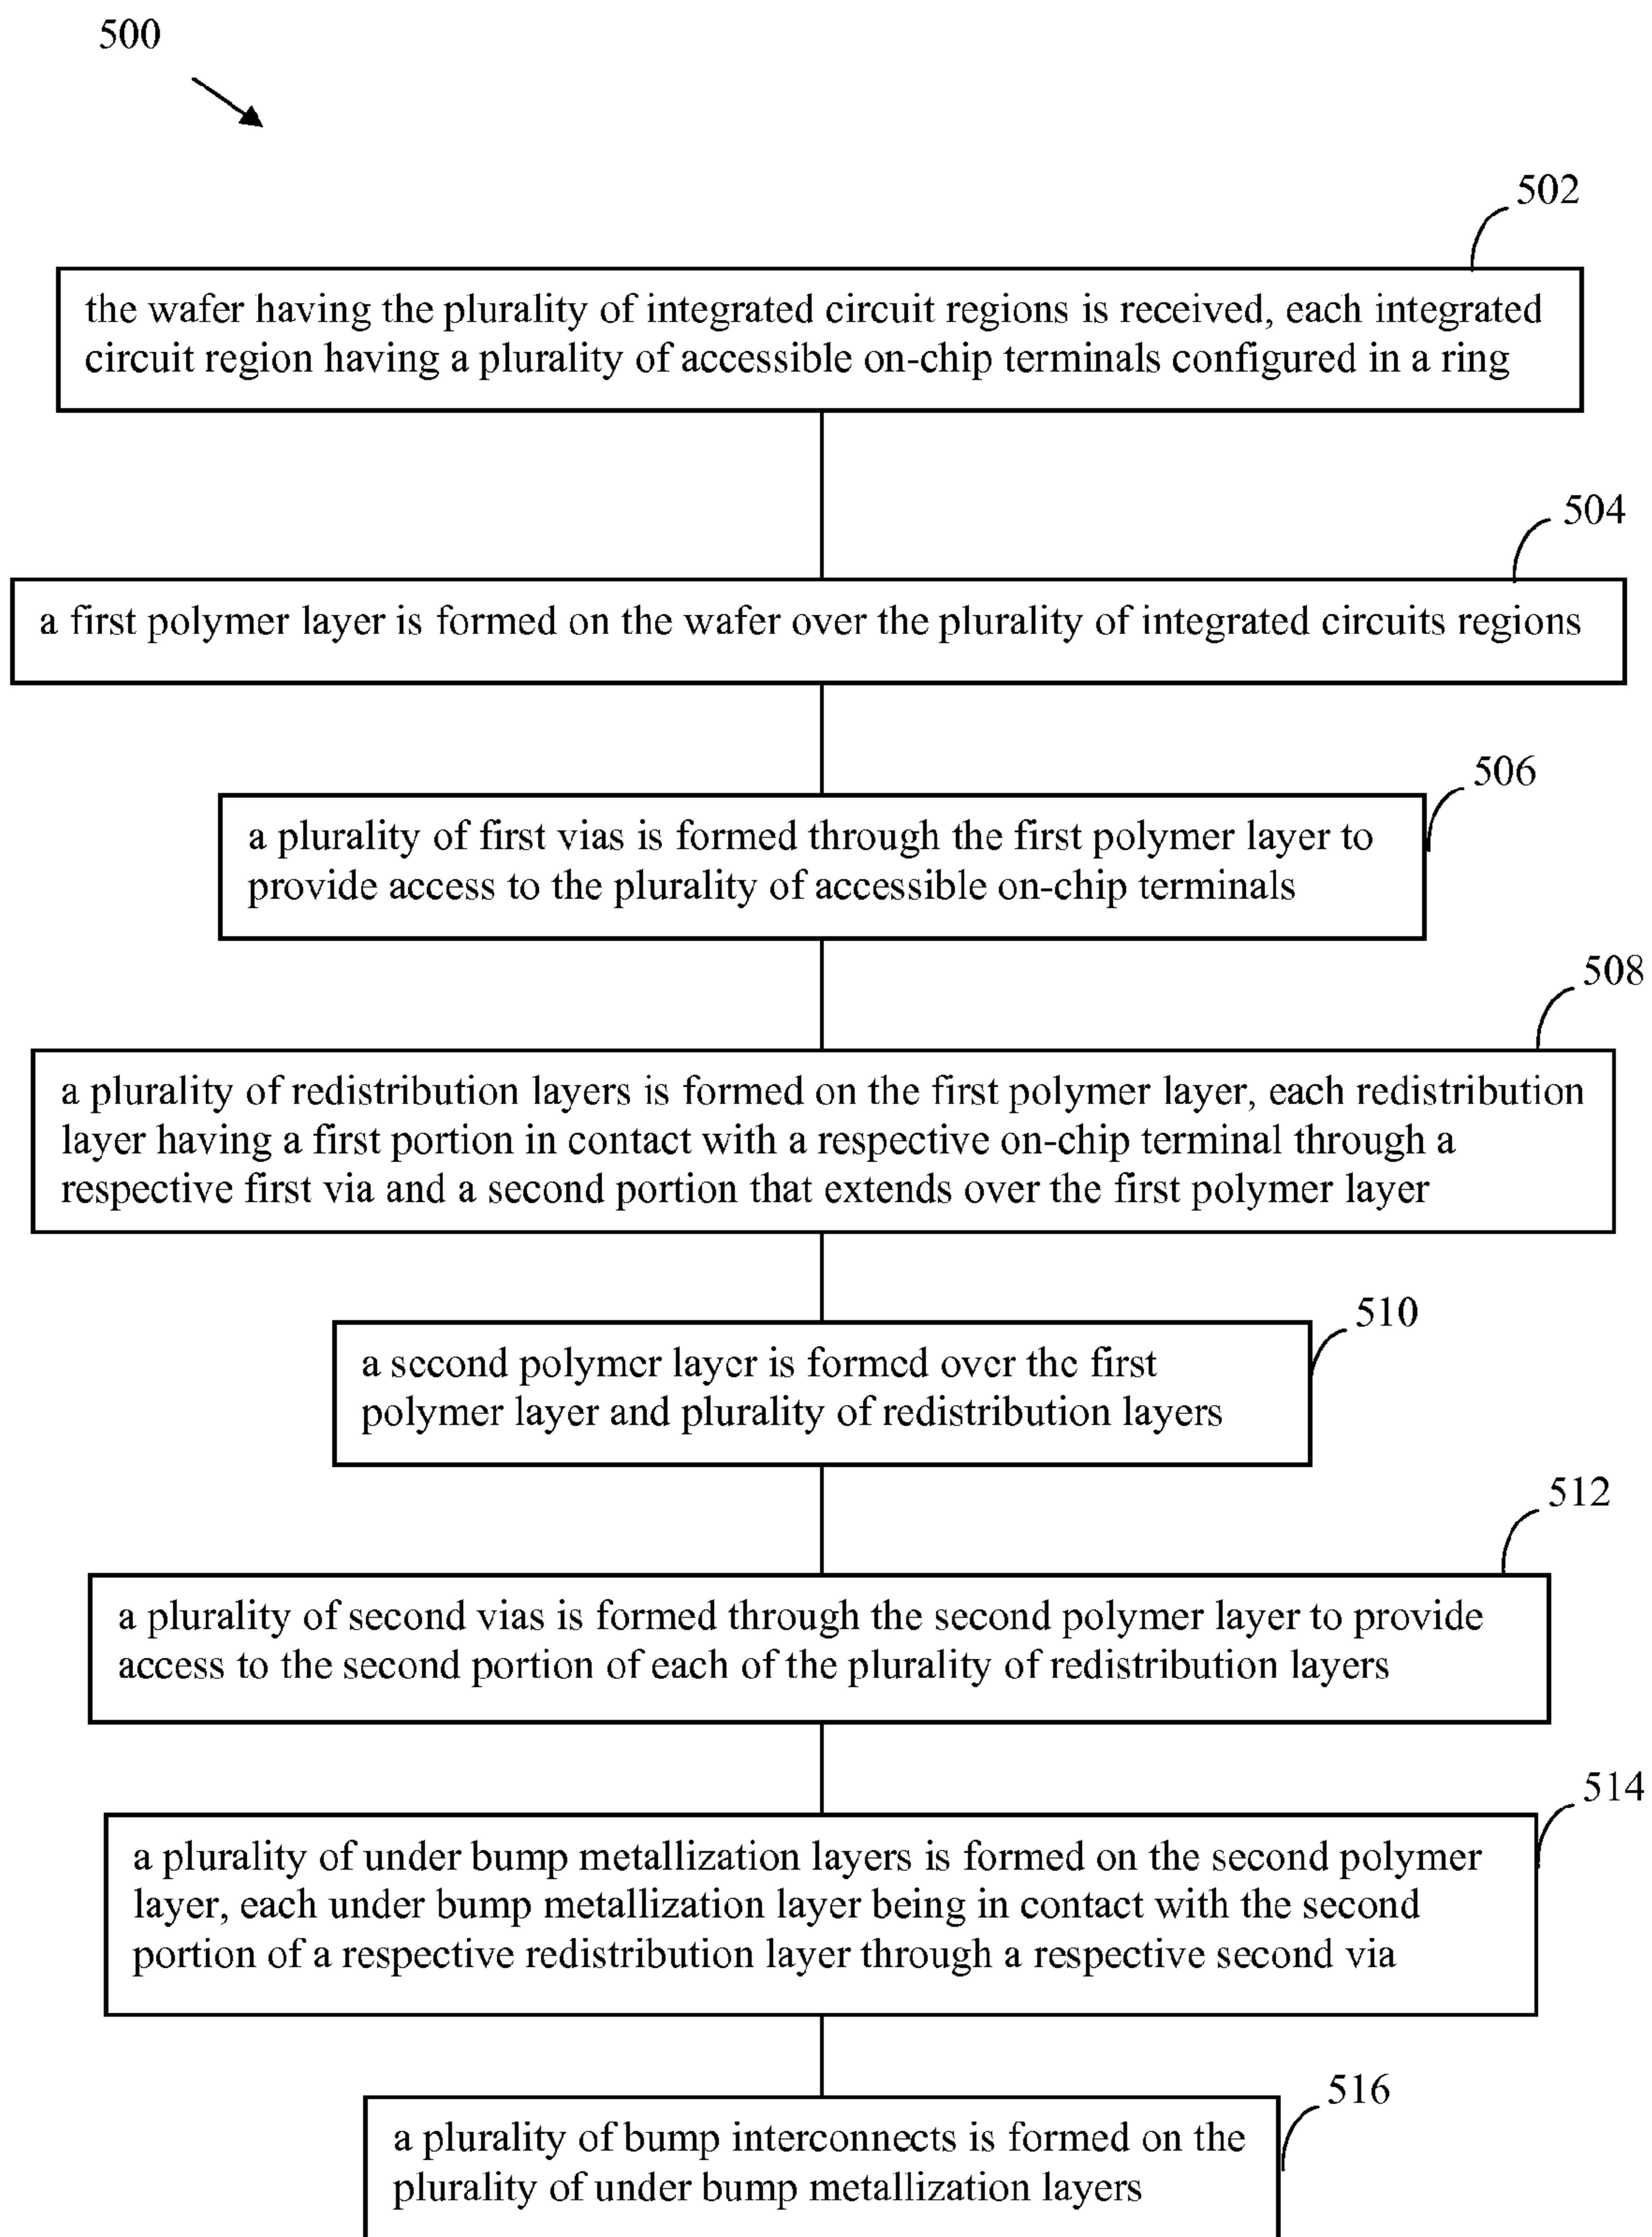 500
502
the wafer having the plurality of integrated circuit regions is received, each integrated
circuit region having a plurality of accessible on-chip terminals configured in a ring
504
a first polymer layer is formed on the wafer over the plurality of integrated circuits regions
506
a plurality of first vias is formed through the first polymer layer to
provide access to the plurality of accessible on-chip terminals
508
a plurality of redistribution layers is formed on the first polymer layer, each redistribution
layer having a first portion in contact with a respective on-chip terminal through a
respective first via and a second portion that extends over the first polymer layer
510
a second polymer layer is formed over the first
polymer layer and plurality of redistribution layers
512
a plurality of second vias is formed through the second polymer layer to provide
access to the second portion of each of the plurality of redistribution layers
514
a plurality of under bump metallization layers is formed on the second polymer
layer, each under bump metallization layer being in contact with the second
portion of a respective redistribution layer through a respective second via
516
a plurality of bump interconnects is formed on the
plurality of under bump metallization layers